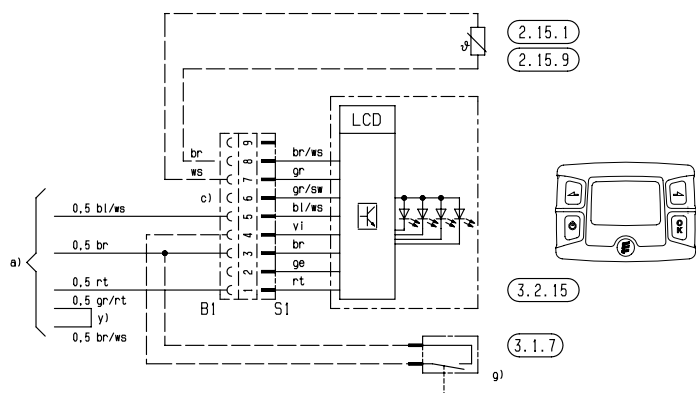 2.15.1
2.15.9
ϑ
LCD
br
ws
c)
9
8
7
6
5
4
3
2
1
br/ws
gr
gr/sw
bl/ws
vi
br
ge
rt
B1
S1
a)
0,5 bl/ws
0,5 br
0,5 rt
0,5 gr/rt
y)
0,5 br/ws
OK
3.2.15
3.1.7
g)